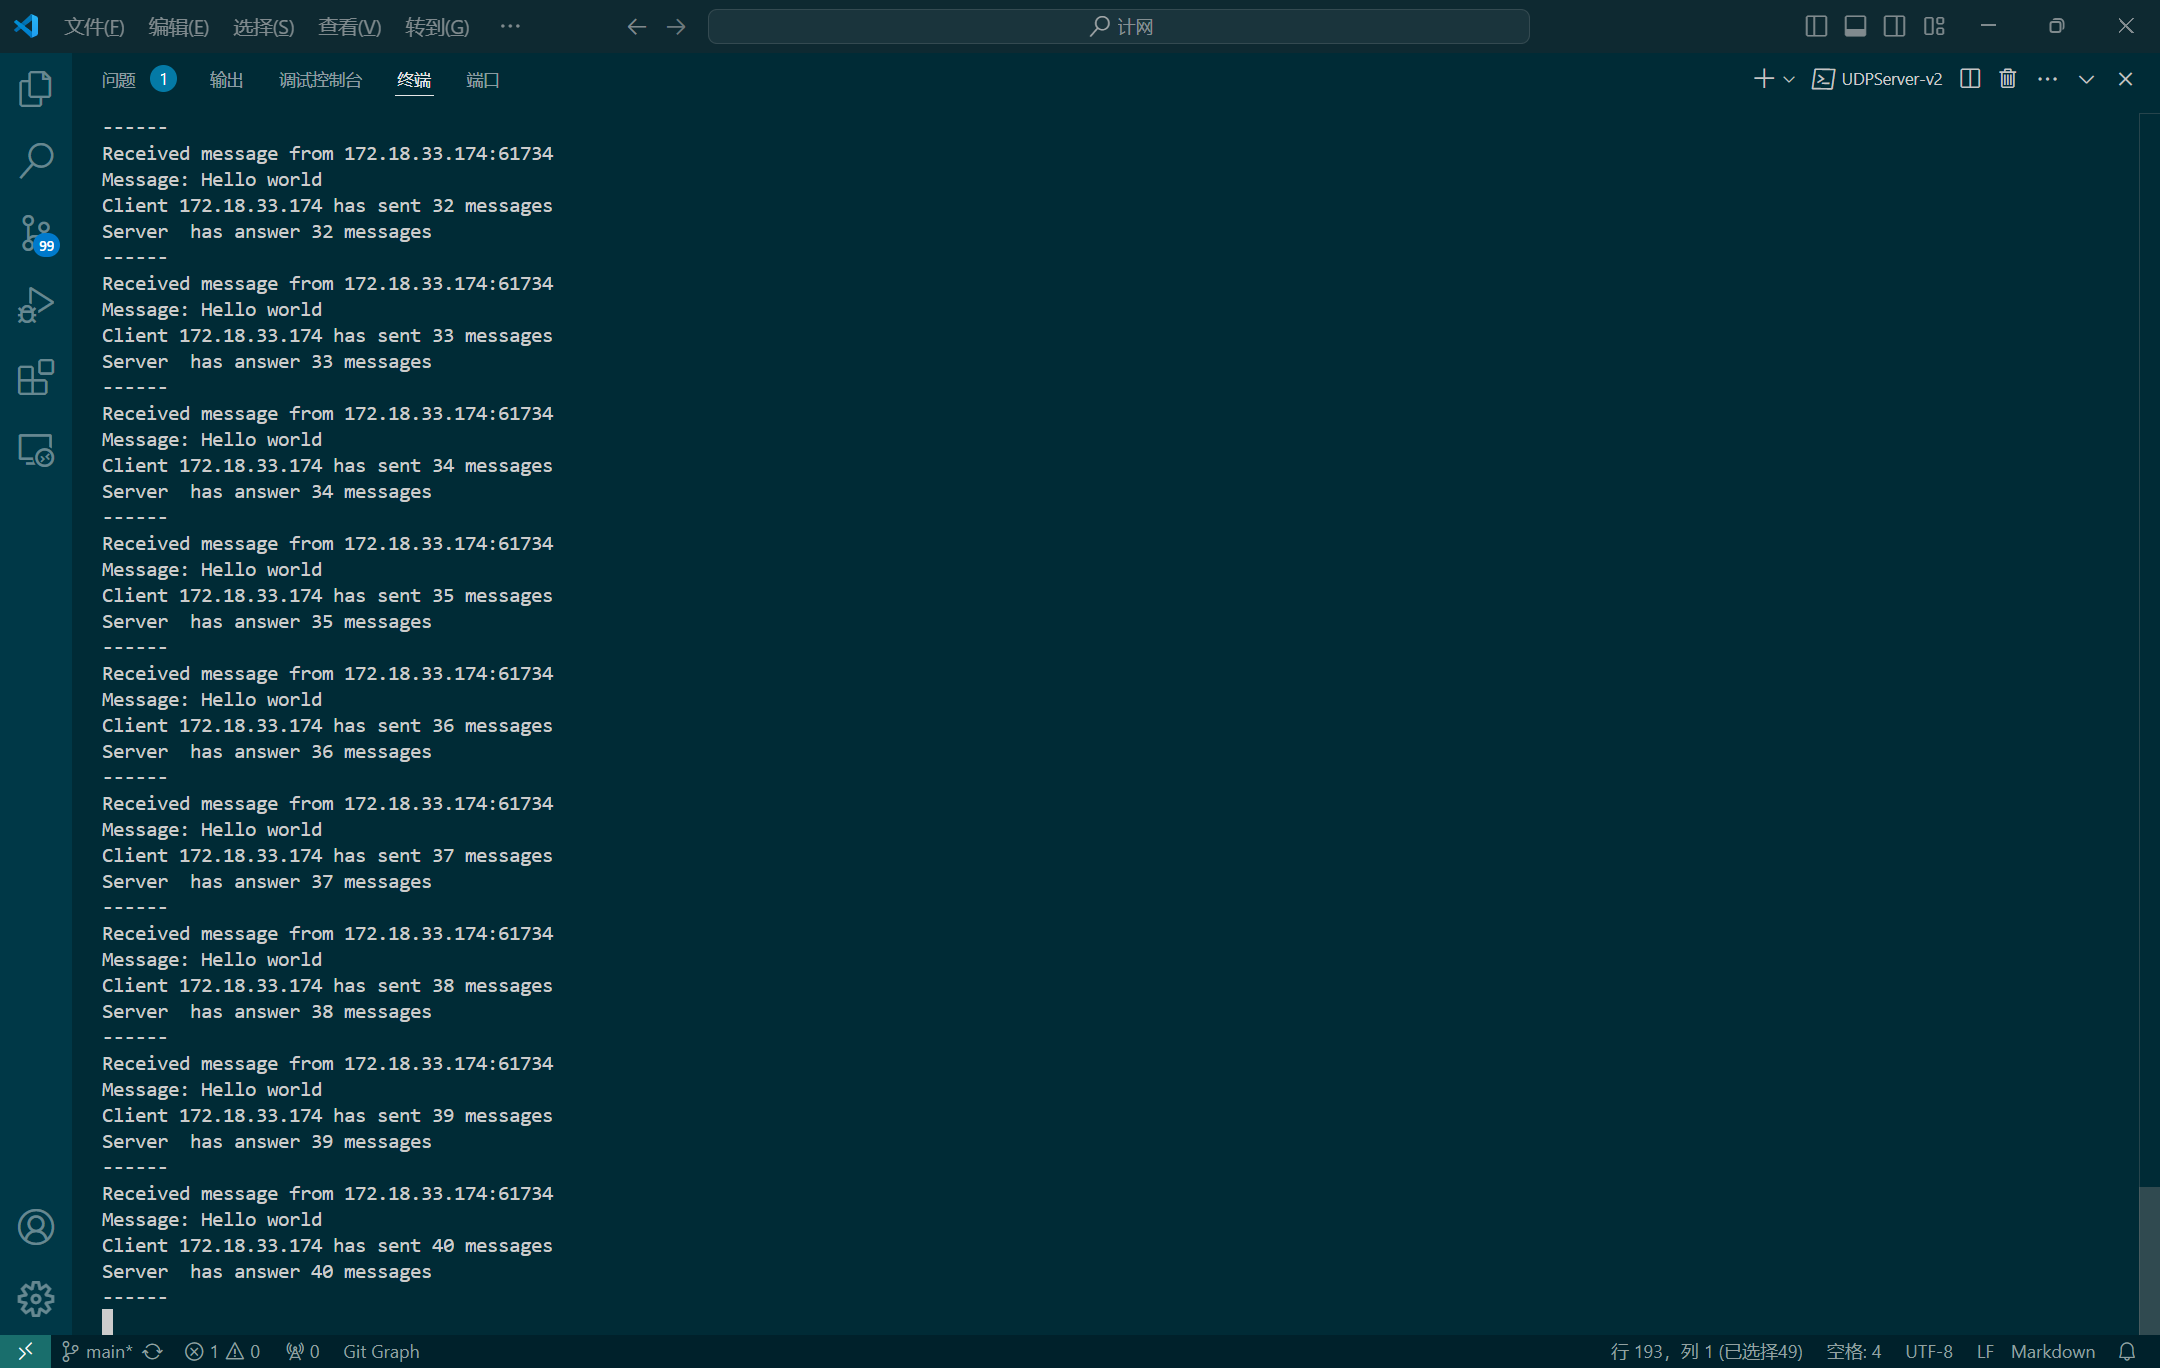 文件(F) 编辑(E) 选择(S) 查看(V) 转到(G) ··· 计网
问题 1 输出 调试控制台 终端 端口 UDPServer-v2
------
Received message from 172.18.33.174:61734
Message: Hello world
Client 172.18.33.174 has sent 32 messages
Server  has answer 32 messages
------
Received message from 172.18.33.174:61734
Message: Hello world
Client 172.18.33.174 has sent 33 messages
Server  has answer 33 messages
------
Received message from 172.18.33.174:61734
Message: Hello world
Client 172.18.33.174 has sent 34 messages
Server  has answer 34 messages
------
Received message from 172.18.33.174:61734
Message: Hello world
Client 172.18.33.174 has sent 35 messages
Server  has answer 35 messages
------
Received message from 172.18.33.174:61734
Message: Hello world
Client 172.18.33.174 has sent 36 messages
Server  has answer 36 messages
------
Received message from 172.18.33.174:61734
Message: Hello world
Client 172.18.33.174 has sent 37 messages
Server  has answer 37 messages
------
Received message from 172.18.33.174:61734
Message: Hello world
Client 172.18.33.174 has sent 38 messages
Server  has answer 38 messages
------
Received message from 172.18.33.174:61734
Message: Hello world
Client 172.18.33.174 has sent 39 messages
Server  has answer 39 messages
------
Received message from 172.18.33.174:61734
Message: Hello world
Client 172.18.33.174 has sent 40 messages
Server  has answer 40 messages
------
99
main* 1 0 0 Git Graph 行 193，列 1 (已选择49) 空格: 4 UTF-8 LF Markdown